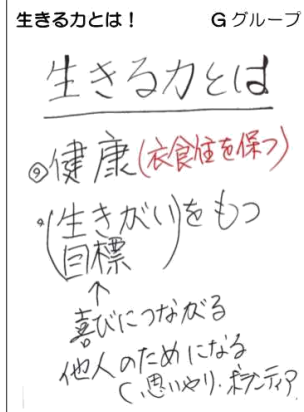 生きる力とは！ Gグループ
生きる力とは
◎健康(衣食住を保つ)
。(生きがい
目標)をもつ
↑
喜びにつながる
他人のためになる
(、思いやり・ボランティア